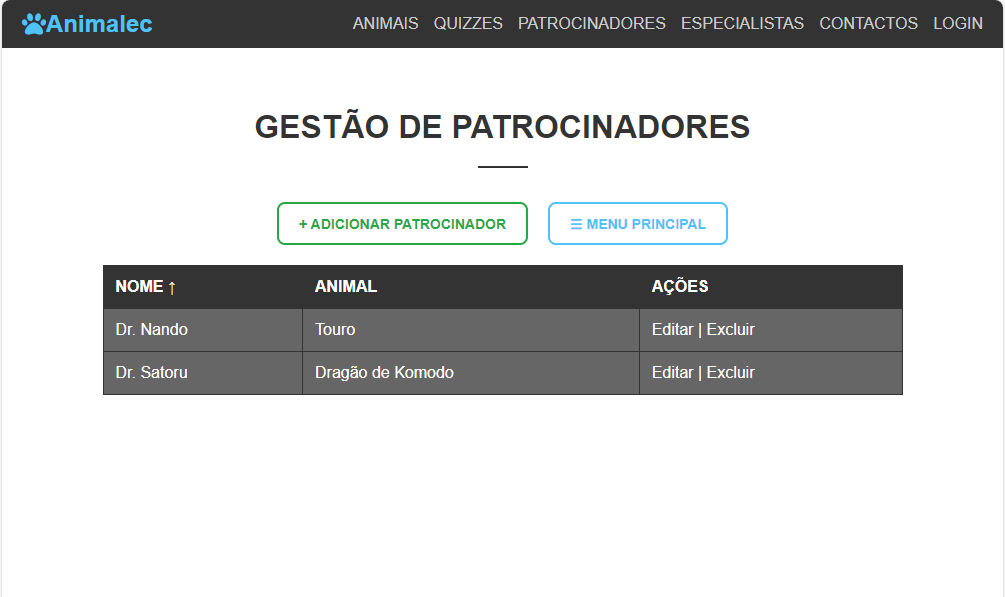 Animalec ANIMAIS QUIZZES PATROCINADORES ESPECIALISTAS CONTACTOS LOGIN
GESTÃO DE PATROCINADORES
+ ADICIONAR PATROCINADOR ☰ MENU PRINCIPAL
NOME ↑ ANIMAL AÇÕES
Dr. Nando Touro Editar | Excluir
Dr. Satoru Dragão de Komodo Editar | Excluir